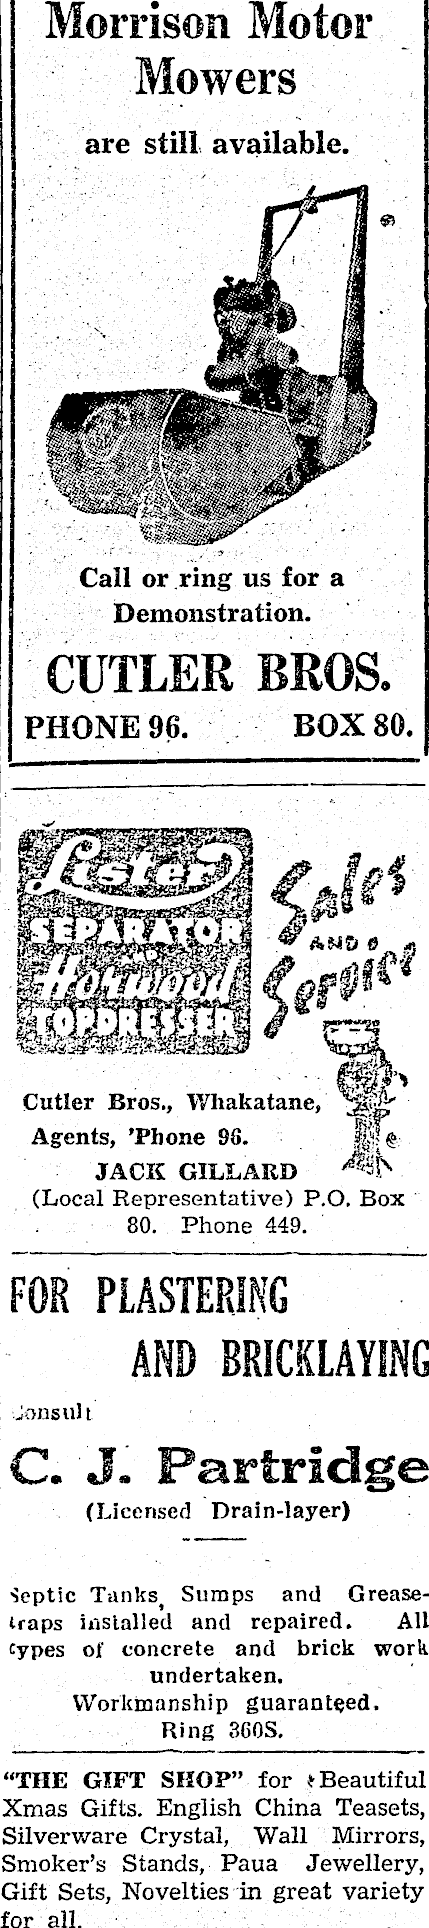 Morrison Motor
Mowers
are still available.
Call or ring us for a
Demonstration.
CUTLER BROS.
PHONE 96. BOX 80.
Lister
SEPARATOR
AND
Horwood
TOPDRESSER
Sales
AND
Service
Cutler Bros., Whakatane,
Agents, 'Phone 96.
JACK GILLARD
(Local Representative) P.O. Box
80. Phone 449.
FOR PLASTERING
AND BRICKLAYING
Consult
C. J. Partridge
(Licensed Drain-layer)
Septic Tanks, Sumps and Grease-
traps installed and repaired. All
types of concrete and brick work
undertaken.
Workmanship guaranteed.
Ring 360S.
"THE GIFT SHOP" for Beautiful
Xmas Gifts. English China Teasets,
Silverware Crystal, Wall Mirrors,
Smoker's Stands, Paua Jewellery,
Gift Sets, Novelties in great variety
for all.